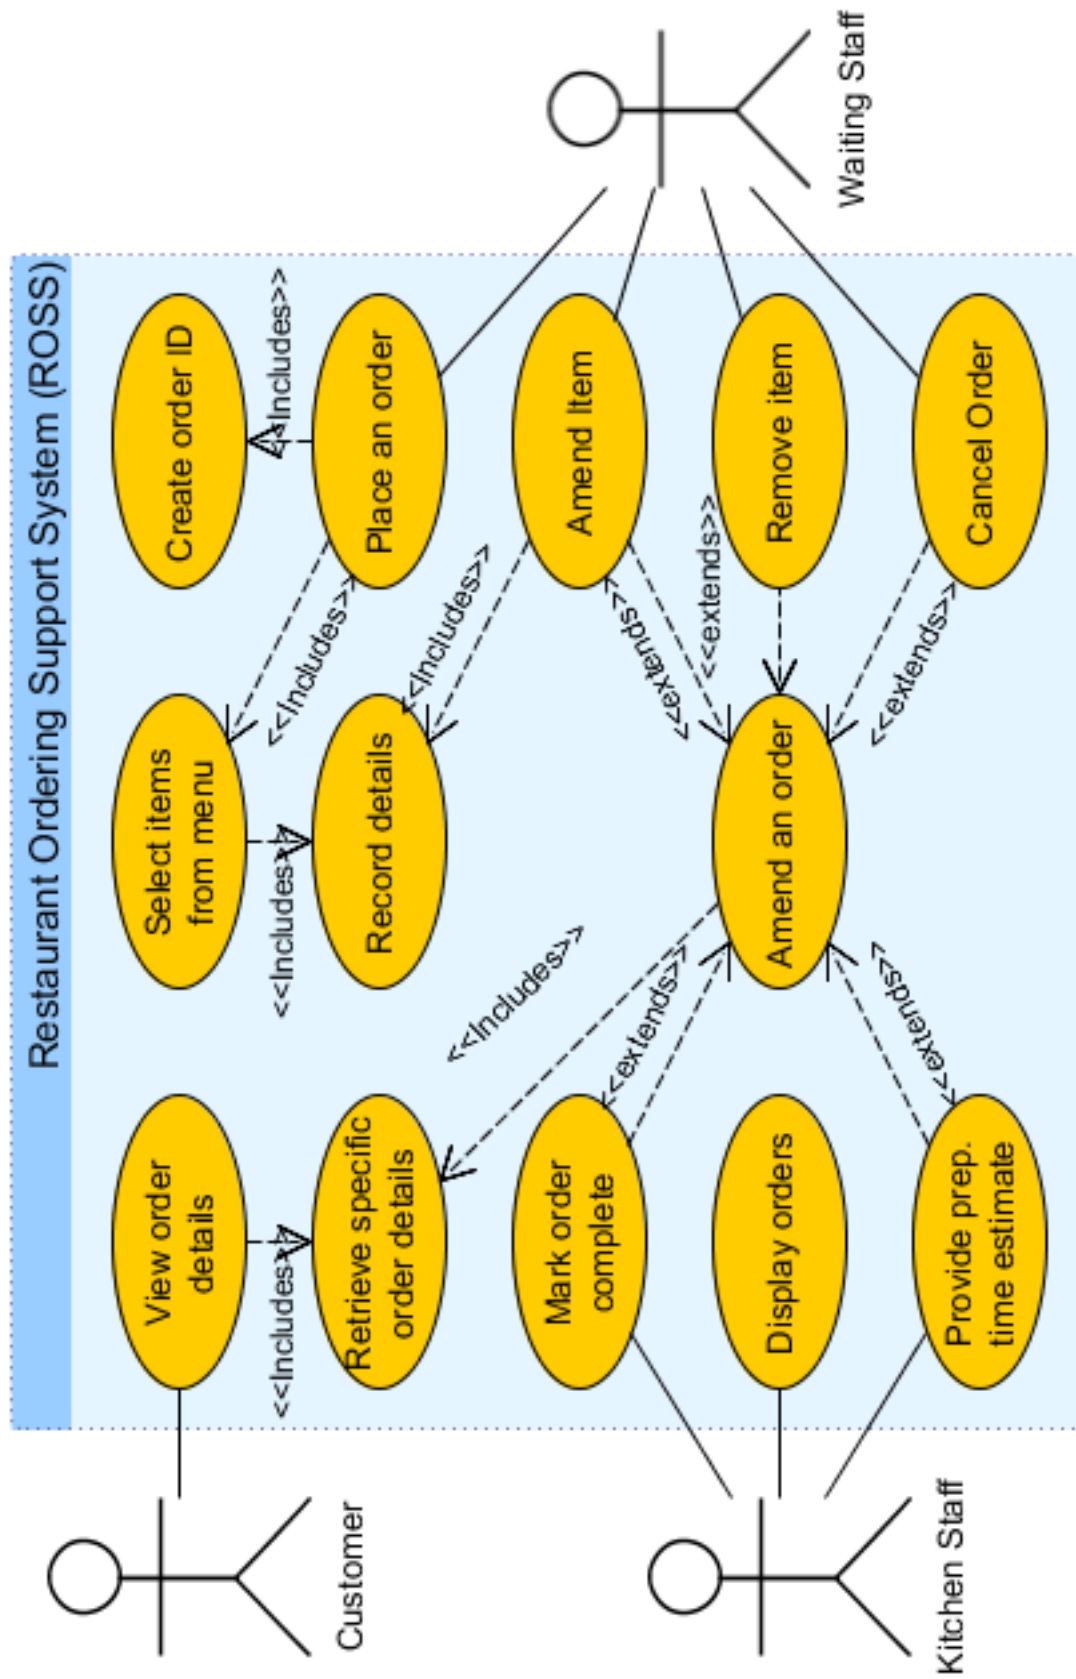 Restaurant Ordering Support System (ROSS)
View order
details
Select items
from menu
Create order ID
<<Includes>>
<<Includes>>
<<Includes>>
<<Includes>>
Customer
Retrieve specific
order details
Record details
Place an order
<<Includes>>
<<Includes>>
Mark order
complete
Amend Item
<<extends>>
<<extends>>
<<extends>>
Waiting Staff
Display orders
Amend an order
Remove item
<<extends>>
<<extends>>
Kitchen Staff
Provide prep.
time estimate
Cancel Order